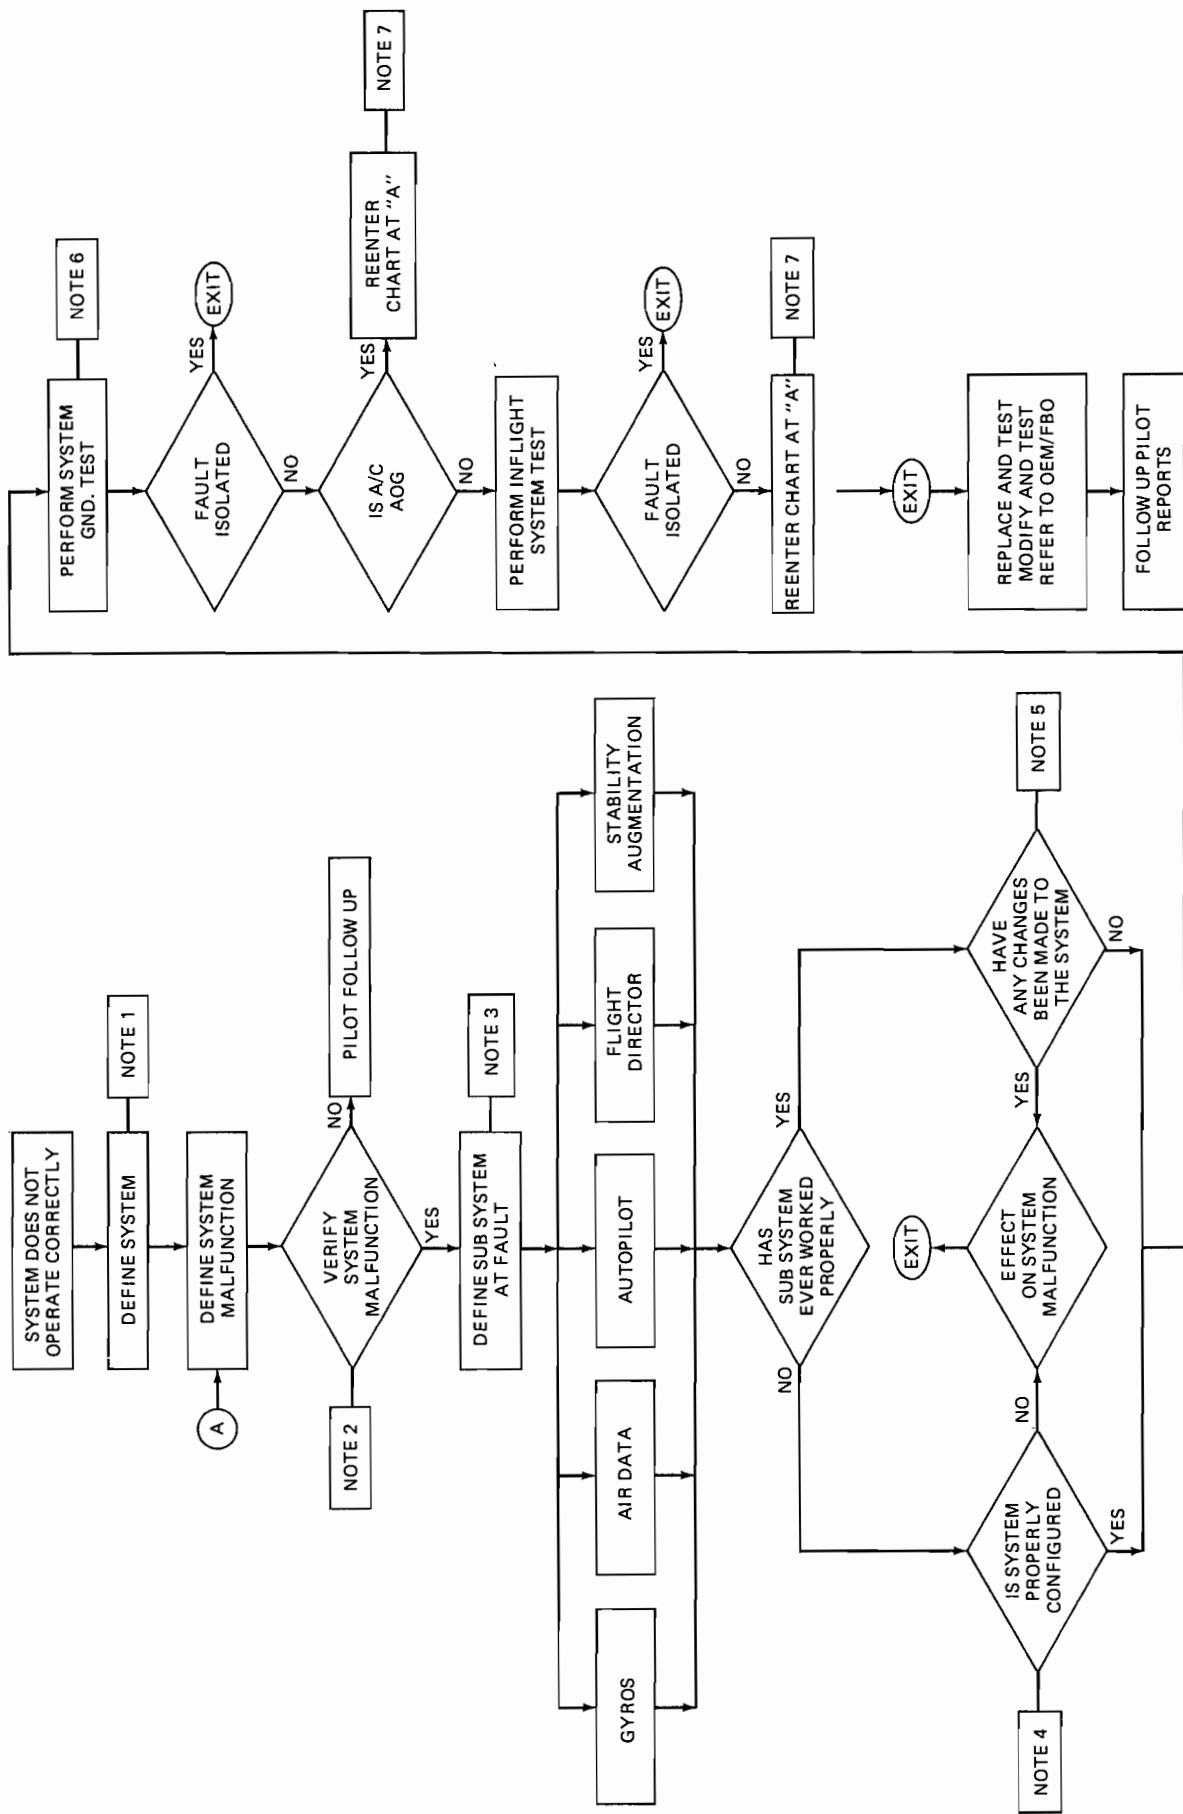 SYSTEM DOES NOT
OPERATE CORRECTLY
DEFINE SYSTEM
NOTE 1
A
DEFINE SYSTEM
MALFUNCTION
NOTE 2
VERIFY
SYSTEM
MALFUNCTION
NO
PILOT FOLLOW UP
YES
DEFINE SUB SYSTEM
AT FAULT
NOTE 3
GYROS
AIR DATA
AUTOPILOT
FLIGHT
DIRECTOR
STABILITY
AUGMENTATION
HAS
SUB SYSTEM
EVER WORKED
PROPERLY
NO
YES
EXIT
NOTE 4
IS SYSTEM
PROPERLY
CONFIGURED
NO
YES
EFFECT
ON SYSTEM
MALFUNCTION
YES
HAVE
ANY CHANGES
BEEN MADE TO
THE SYSTEM
NO
NOTE 5
PERFORM SYSTEM
GND. TEST
NOTE 6
FAULT
ISOLATED
YES
EXIT
NO
IS A/C
AOG
YES
REENTER
CHART AT "A"
NOTE 7
NO
PERFORM INFLIGHT
SYSTEM TEST
FAULT
ISOLATED
YES
EXIT
NO
REENTER CHART AT "A"
NOTE 7
EXIT
REPLACE AND TEST
MODIFY AND TEST
REFER TO OEM/FBO
FOLLOW UP PILOT
REPORTS